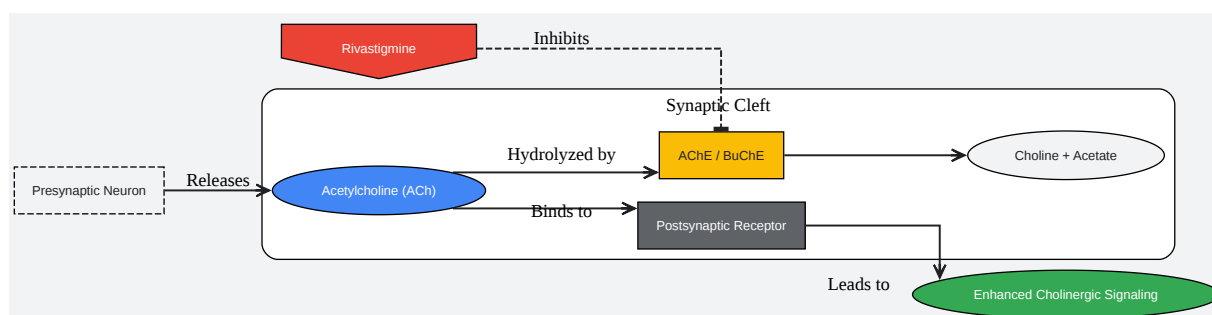 Rivastigmine
Inhibits
Synaptic Cleft
Hydrolyzed by
AChE / BuChE
Choline + Acetate
Presynaptic Neuron
Releases
Acetylcholine (ACh)
Binds to
Postsynaptic Receptor
Leads to
Enhanced Cholinergic Signaling